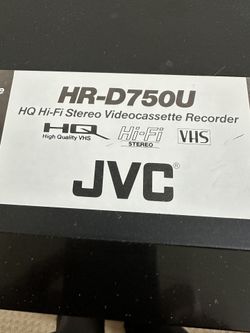 HR-D750U
HQ Hi-Fi Stereo Videocassette Recorder
HQ Hi-Fi VHS
High Quality VHS STEREO
JVC®